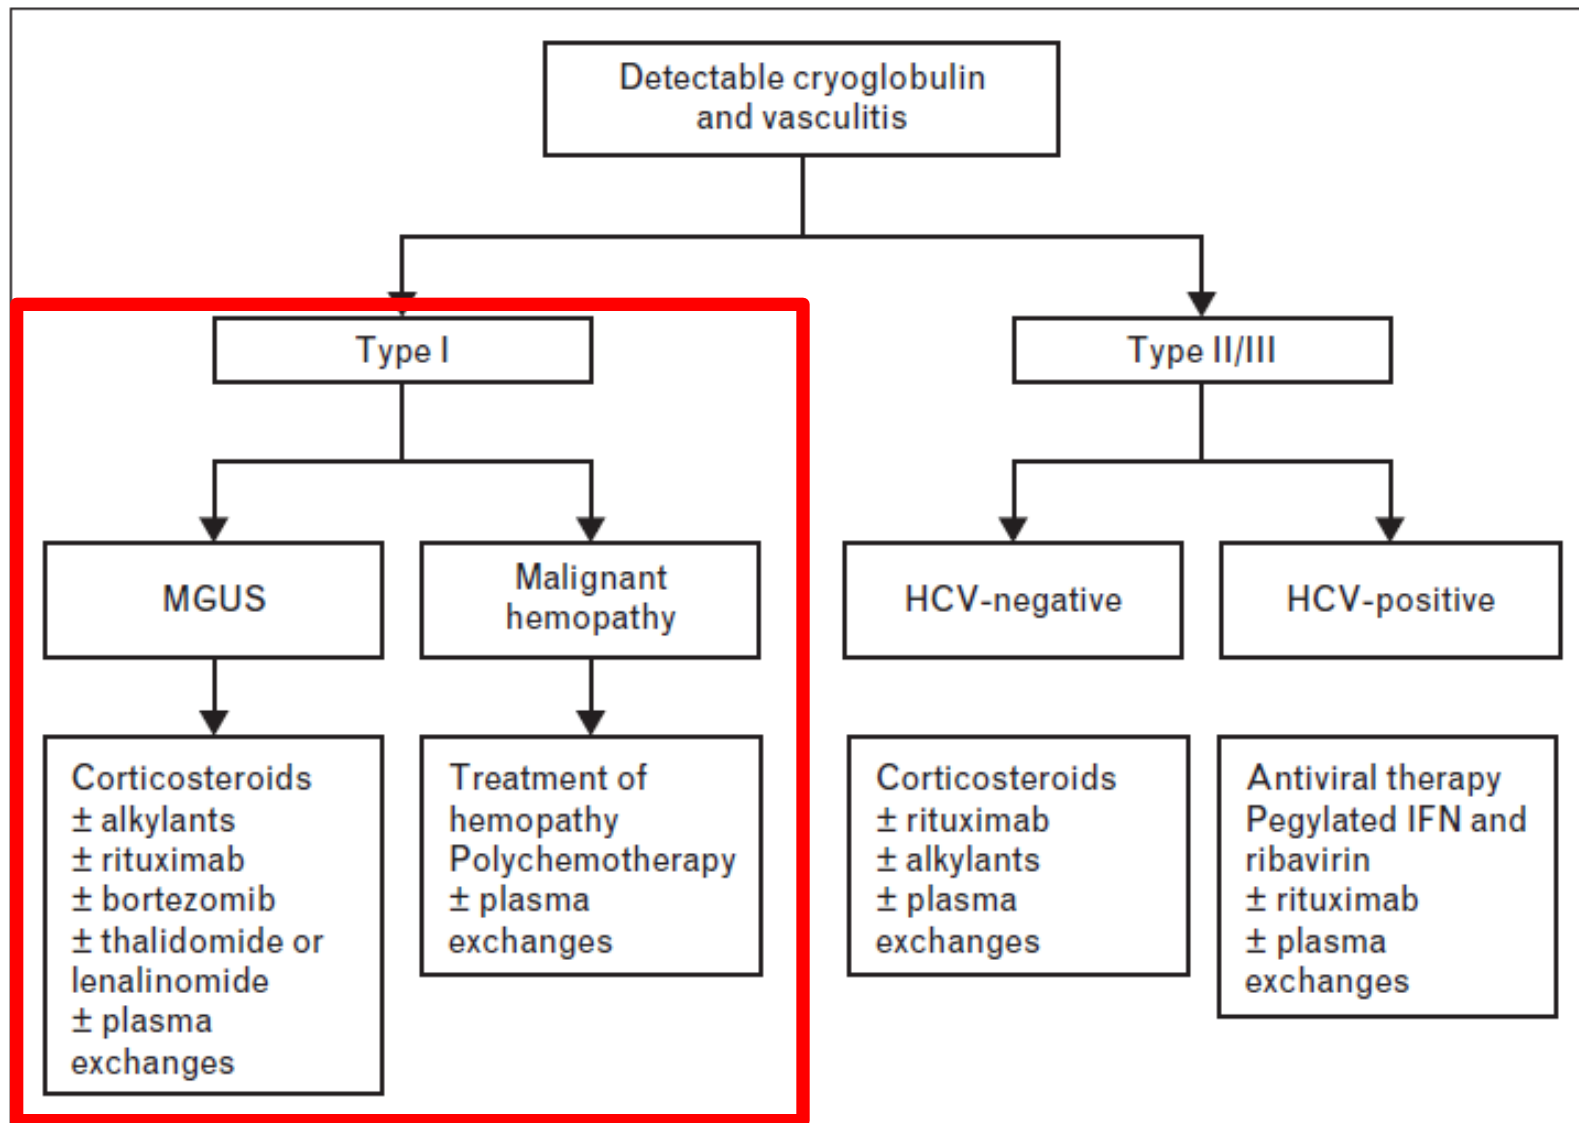 Detectable cryoglobulin
and vasculitis
Type I
Type II/III
MGUS
Malignant
hemopathy
HCV-negative
HCV-positive
Corticosteroids
± alkylants
± rituximab
± bortezomib
± thalidomide or
lenalinomide
± plasma
exchanges
Treatment of
hemopathy
Polychemotherapy
± plasma
exchanges
Corticosteroids
± rituximab
± alkylants
± plasma
exchanges
Antiviral therapy
Pegylated IFN and
ribavirin
± rituximab
± plasma
exchanges